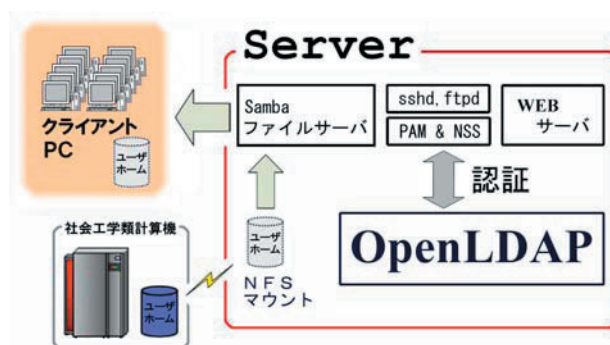 Server
Samba
ファイルサーバ
sshd, ftpd
PAM & NSS
WEB
サーバ
クライアント
PC
ユーザ
ホーム
認証
OpenLDAP
社会工学類計算機
ユーザ
ホーム
ユーザ
ホーム
NFS
マウント